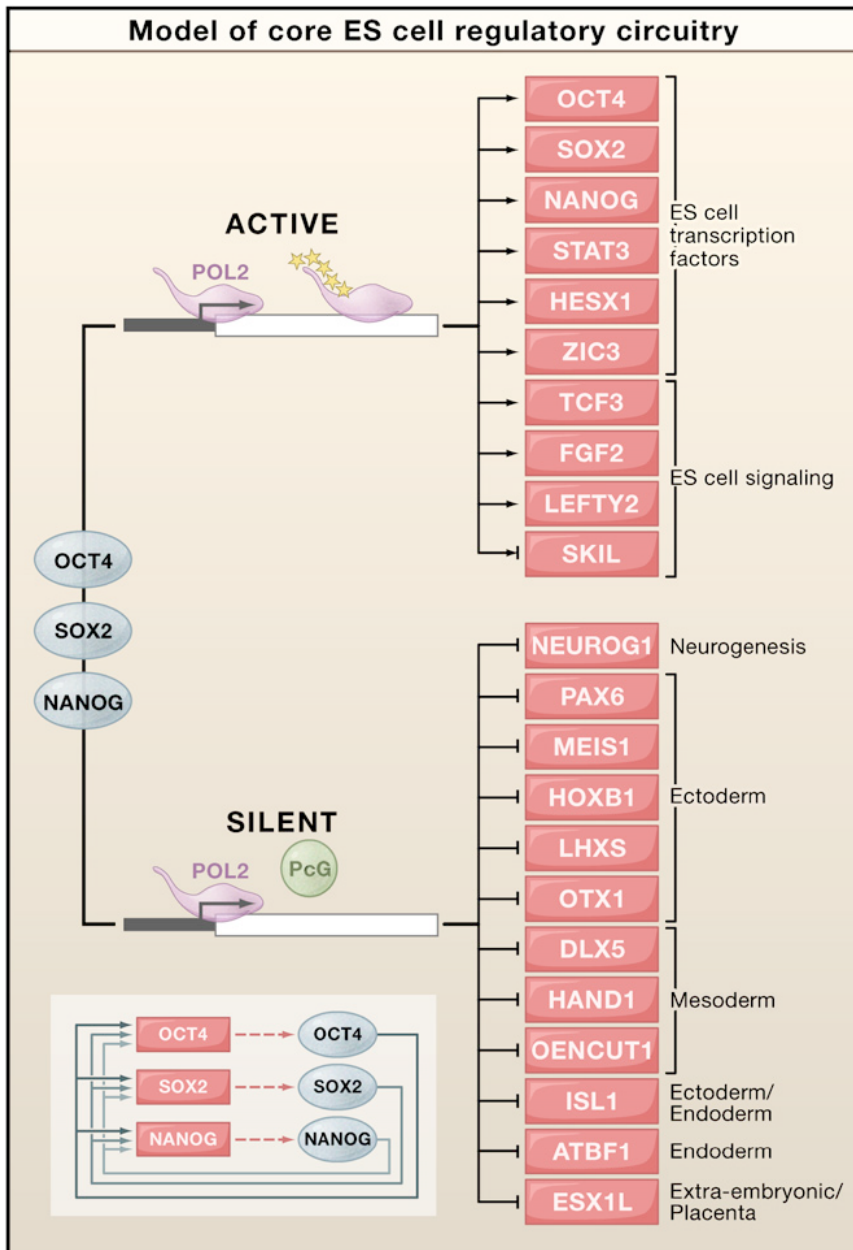 Model of core ES cell regulatory circuitry
OCT4
SOX2
NANOG
STAT3
HESX1
ZIC3
ES cell
transcription
factors
ACTIVE
POL2
TCF3
FGF2
LEFTY2
SKIL
ES cell signaling
OCT4
SOX2
NANOG
NEUROG1
Neurogenesis
PAX6
MEIS1
HOXB1
LHXS
OTX1
Ectoderm
SILENT
POL2
PcG
DLX5
HAND1
OENCUT1
Mesoderm
ISL1
Ectoderm/
Endoderm
ATBF1
Endoderm
ESX1L
Extra-embryonic/
Placenta
OCT4
OCT4
SOX2
SOX2
NANOG
NANOG